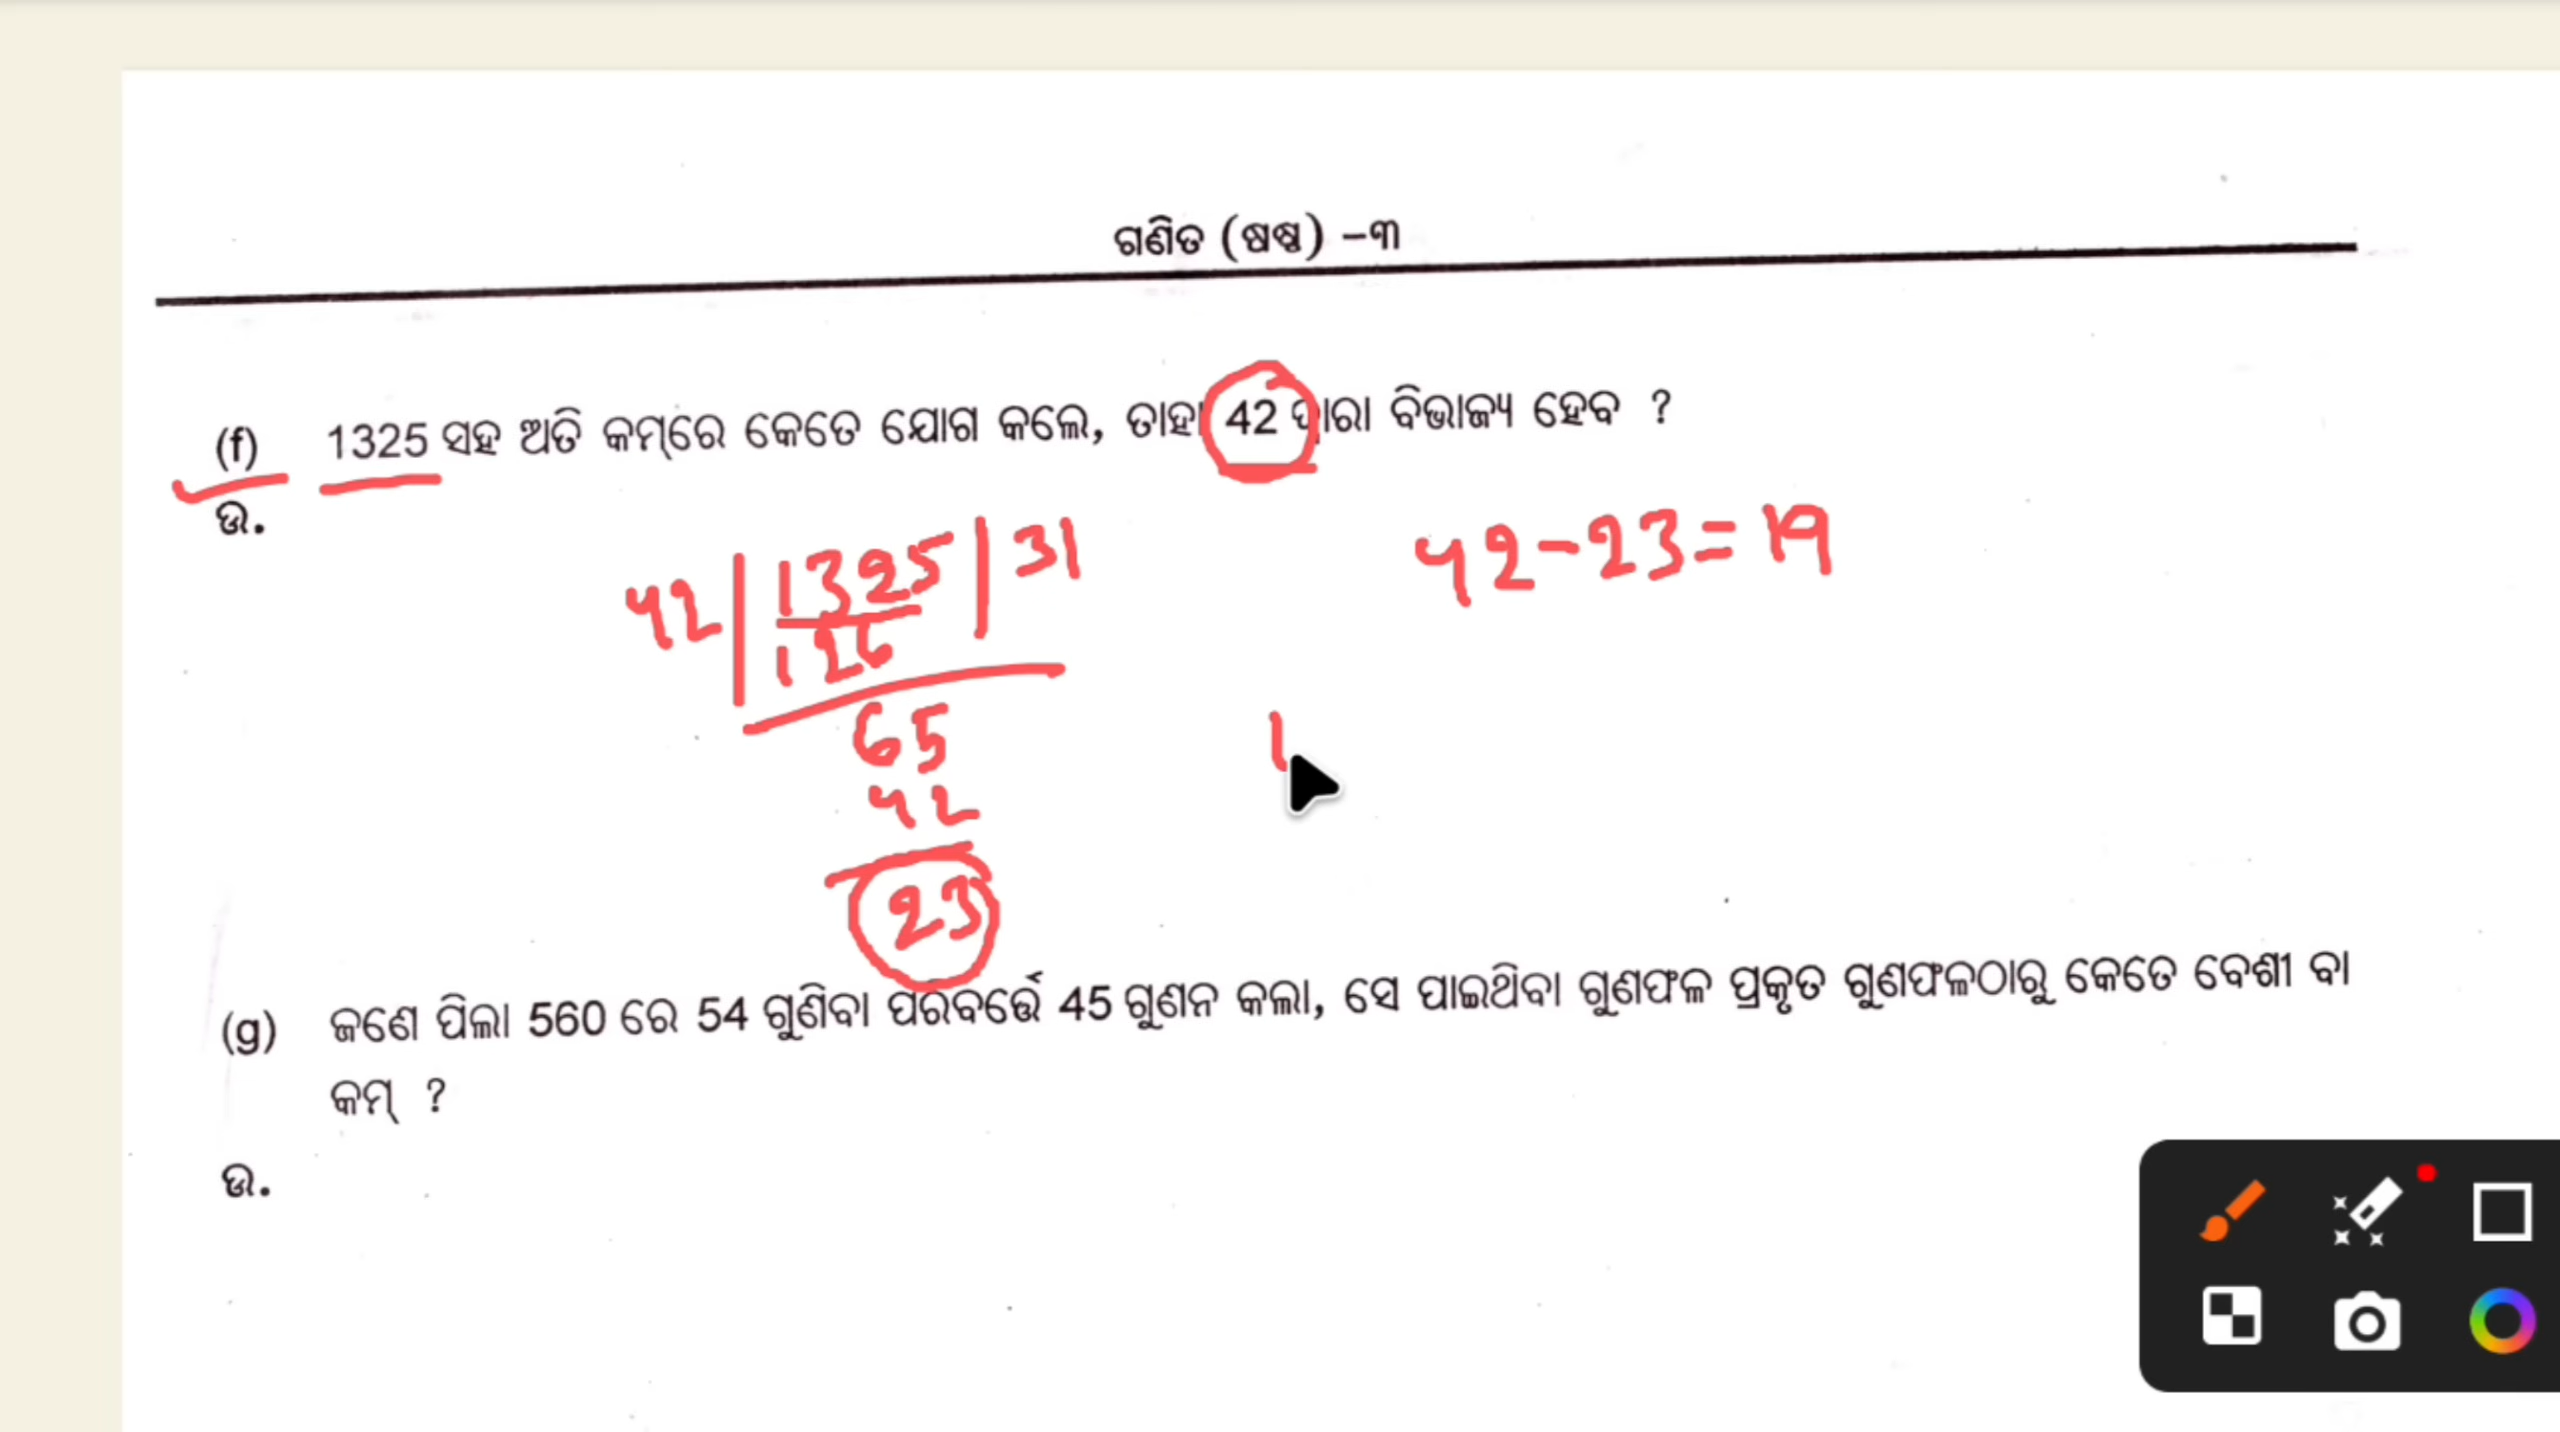 ଗଣିତ (ଷଷ୍ଠ) –୩
(f) 1325 ସହ ଅତି କମ୍‌ରେ କେତେ ଯୋଗ କଲେ, ତାହା 42 ଦ୍ୱାରା ବିଭାଜ୍ୟ ହେବ ?
ଉ.
42 | 1325 | 31
126
65
42
23
42-23=19
(g) ଜଣେ ପିଲା 560 ରେ 54 ଗୁଣିବା ପରିବର୍ତ୍ତେ 45 ଗୁଣନ କଲା, ସେ ପାଇଥିବା ଗୁଣଫଳ ପ୍ରକୃତ ଗୁଣଫଳଠାରୁ କେତେ ବେଶୀ ବା
କମ୍ ?
ଉ.